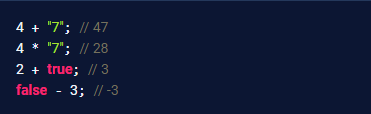 4 + "7"; // 47
4 * "7"; // 28
2 + true; // 3
false - 3; // -3